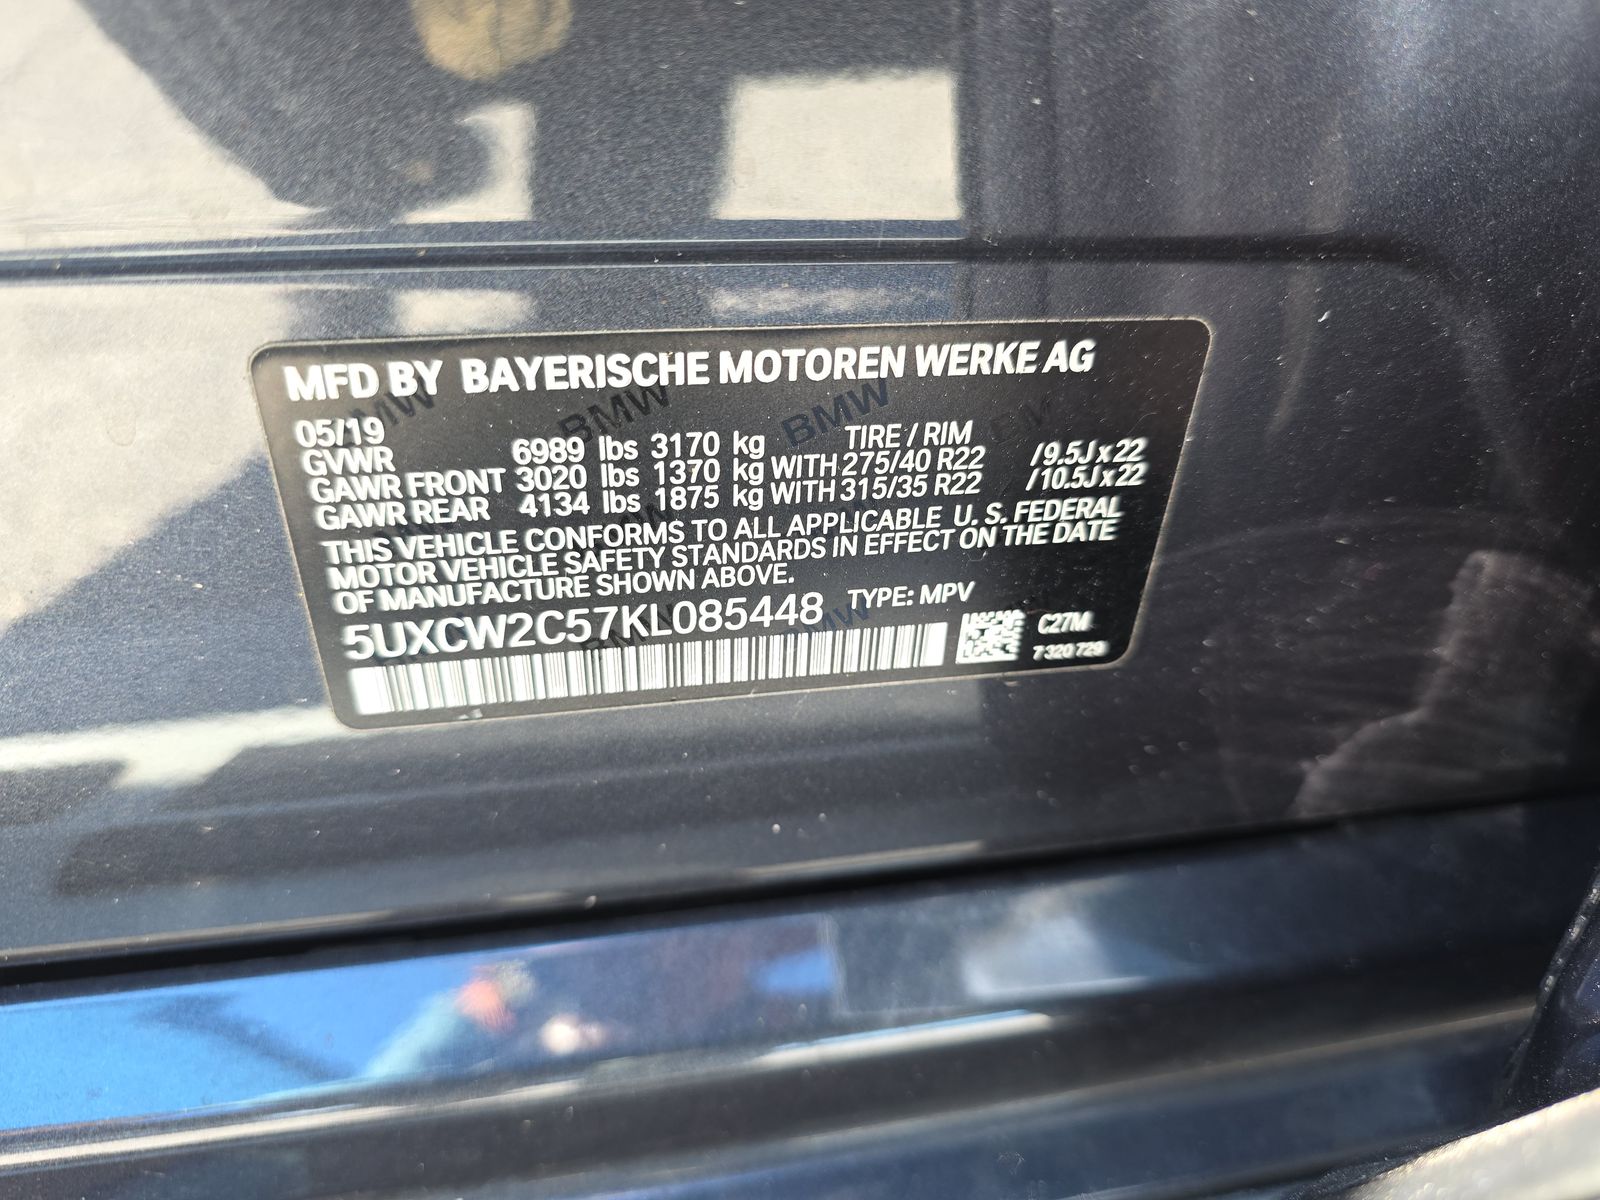 MFD BY BAYERISCHE MOTOREN WERKE AG
05/19
GVWR 6989 lbs 3170 kg TIRE / RIM
GAWR FRONT 3020 lbs 1370 kg WITH 275/40 R22 /9.5J x 22
GAWR REAR 4134 lbs 1875 kg WITH 315/35 R22 /10.5J x 22
THIS VEHICLE CONFORMS TO ALL APPLICABLE U. S. FEDERAL
MOTOR VEHICLE SAFETY STANDARDS IN EFFECT ON THE DATE
OF MANUFACTURE SHOWN ABOVE.
5UXCW2C57KL085448 TYPE: MPV
C27M
7 320 729
BMW
BMW
BMW